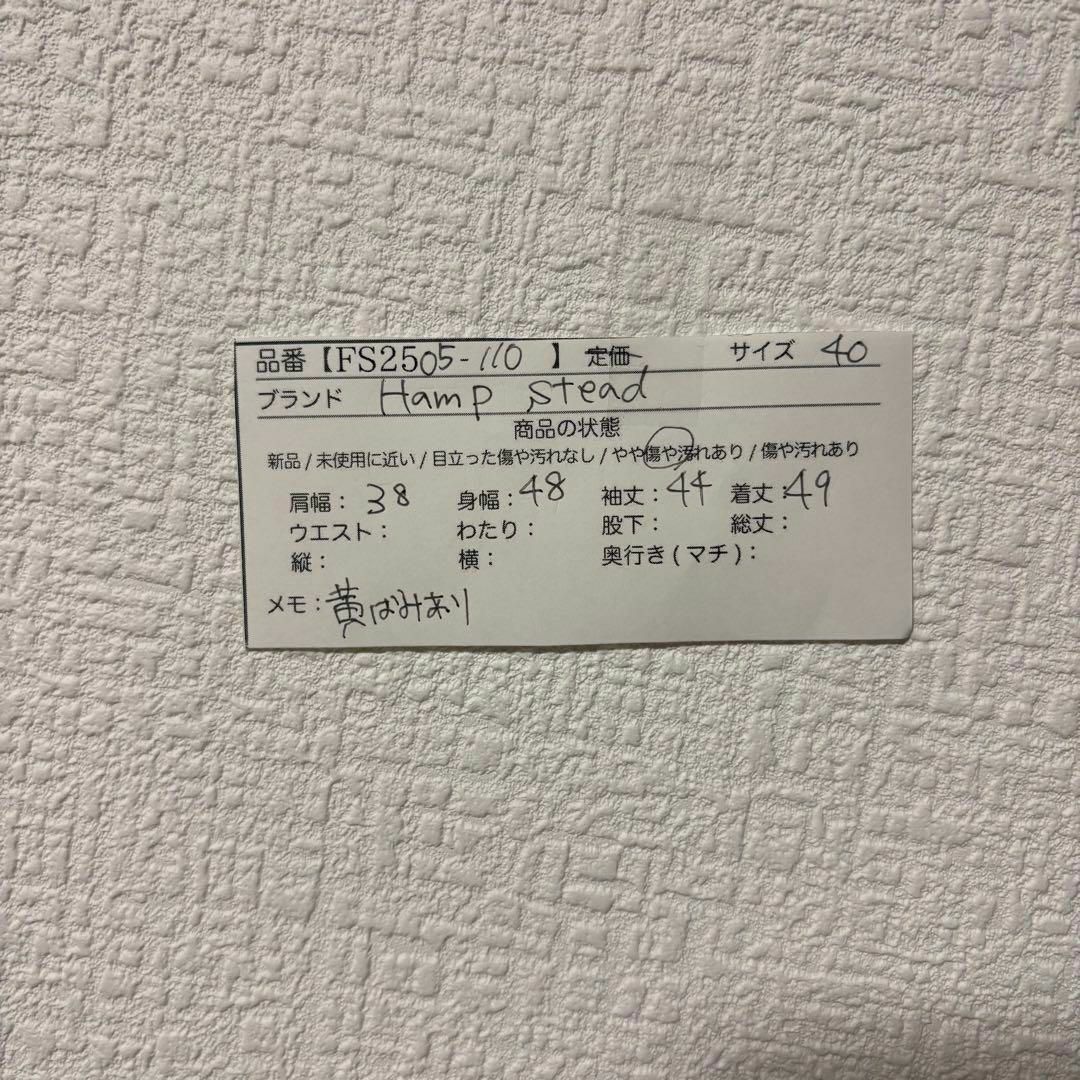 品番【FS2505-110 】定価 サイズ 40
ブランド Hamp stead
商品の状態
新品 / 未使用に近い / 目立った傷や汚れなし / やや傷や汚れあり / 傷や汚れあり
肩幅：38 身幅：48 袖丈：44 着丈：49
ウエスト： わたり： 股下： 総丈：
縦： 横： 奥行き(マチ)：
メモ：黄ばみあり